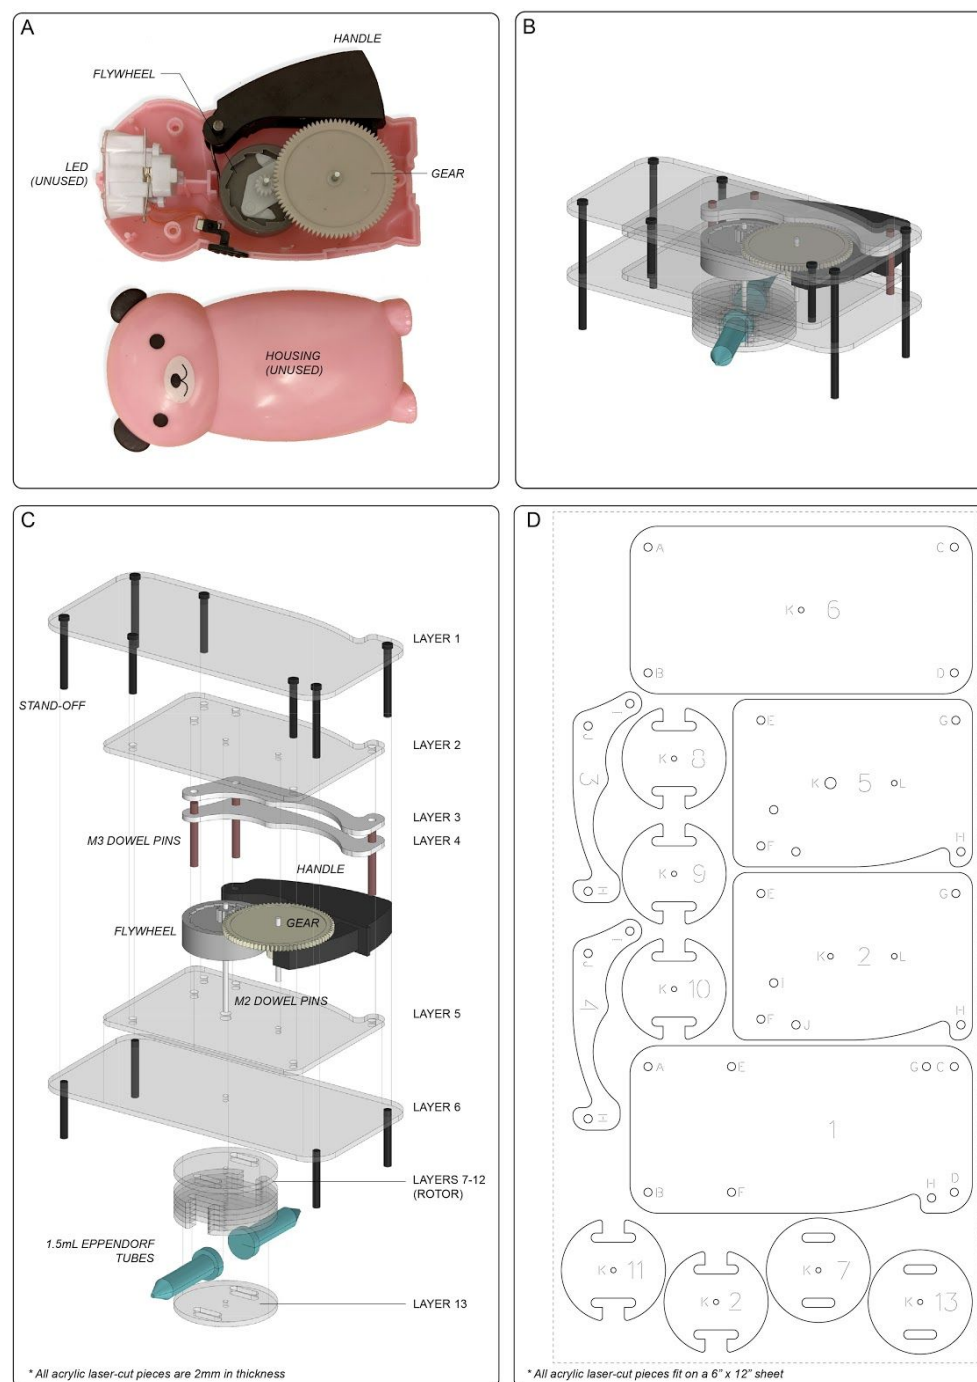 A
HANDLE
FLYWHEEL
LED
(UNUSED)
GEAR
HOUSING
(UNUSED)
B
C
LAYER 1
STAND-OFF
LAYER 2
LAYER 3
LAYER 4
M3 DOWEL PINS
HANDLE
GEAR
FLYWHEEL
M2 DOWEL PINS
LAYER 5
LAYER 6
LAYERS 7-12
(ROTOR)
1.5mL EPPENDORF
TUBES
LAYER 13
* All acrylic laser-cut pieces are 2mm in thickness
D
A
C
K
6
B
D
I
J
3
H
K
8
E
G
K
5
L
F
H
K
9
I
J
4
H
K
10
E
G
K
2
L
I
F
J
H
A
E
G
C
1
B
F
H
D
K
11
K
2
K
7
K
13
* All acrylic laser-cut pieces fit on a 6" x 12" sheet